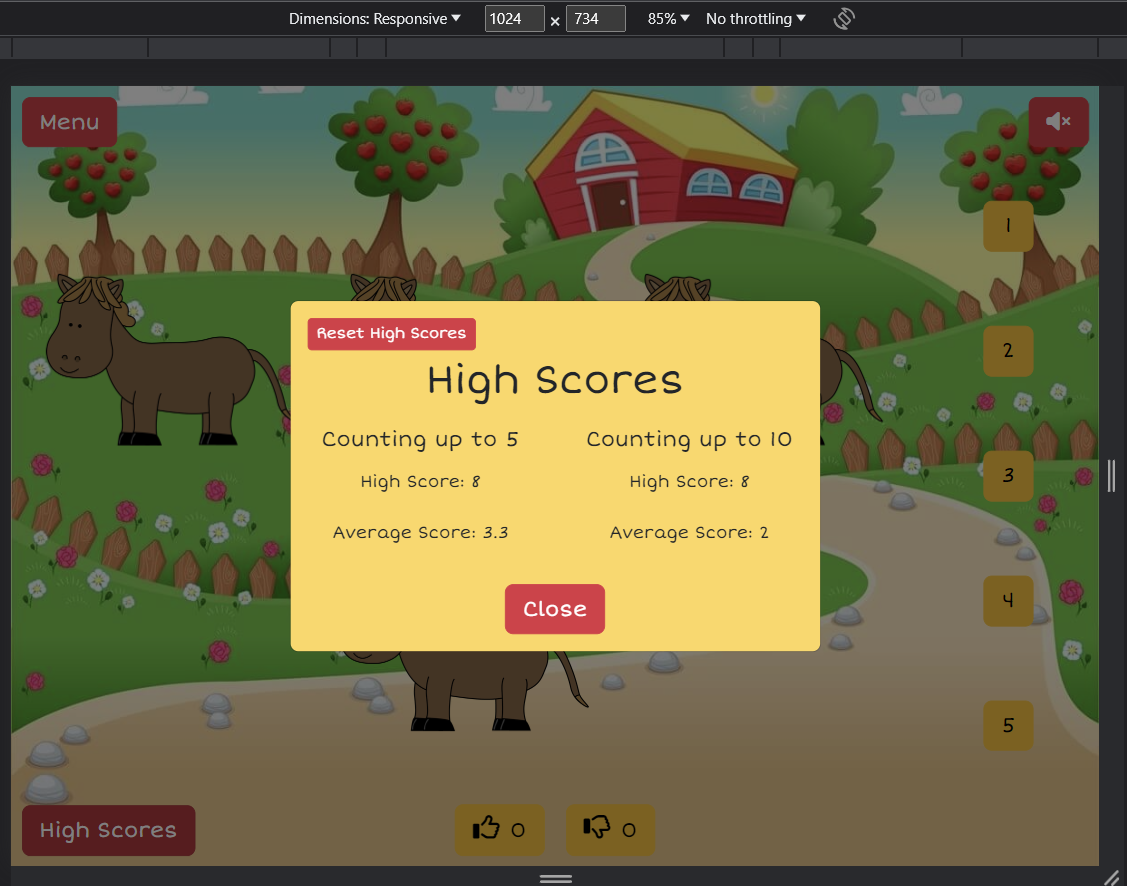 Dimensions: Responsive 1024 × 734 85% No throttling
Menu
1
2
3
4
5
Reset High Scores
High Scores
Counting up to 5
High Score: 8
Average Score: 3.3
Counting up to 10
High Score: 8
Average Score: 2
Close
High Scores
0
0